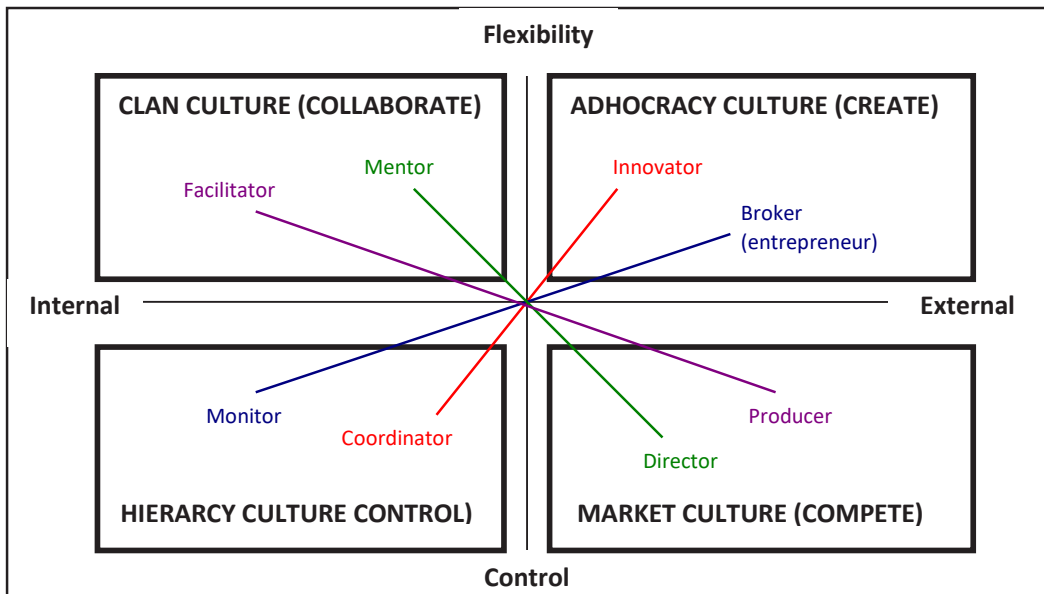 Flexibility
CLAN CULTURE (COLLABORATE)
ADHOCRACY CULTURE (CREATE)
Mentor
Innovator
Facilitator
Broker
(entrepreneur)
Internal
External
Monitor
Producer
Coordinator
Director
HIERARCY CULTURE CONTROL)
MARKET CULTURE (COMPETE)
Control